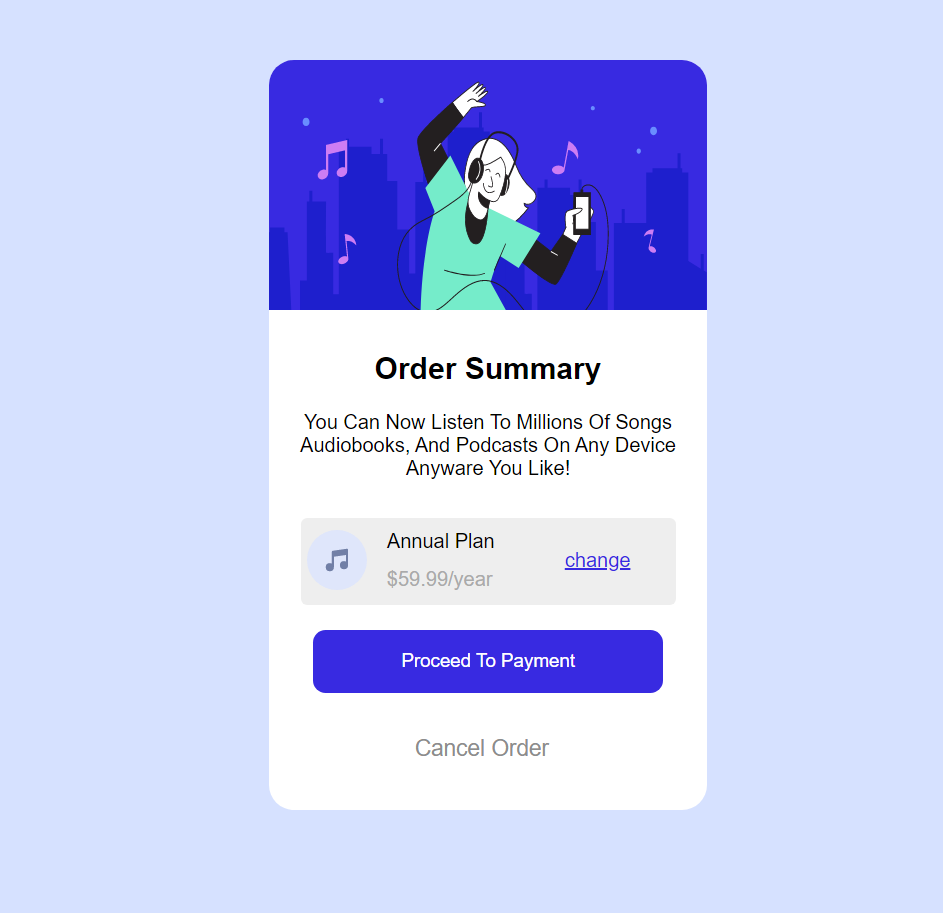 Order Summary
You Can Now Listen To Millions Of Songs
Audiobooks, And Podcasts On Any Device
Anyware You Like!
Annual Plan
$59.99/year
change
Proceed To Payment
Cancel Order